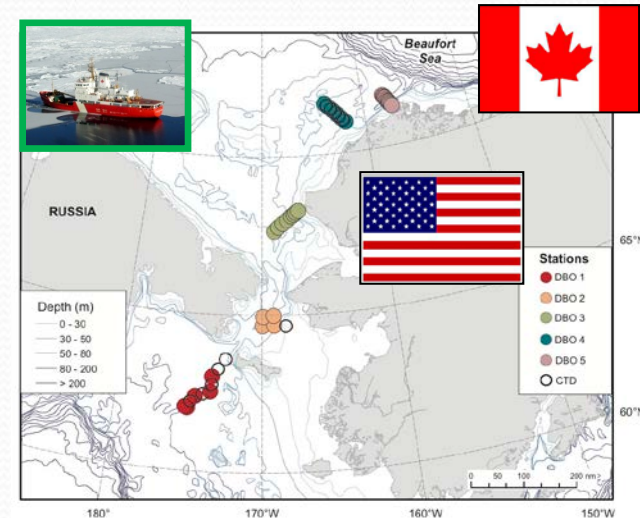 Beaufort
Sea
RUSSIA
65°N
Stations
DBO 1
DBO 2
DBO 3
DBO 4
DBO 5
CTD
Depth (m)
0 - 30
30 - 50
50 - 80
80 - 200
> 200
60°N
0 50 100 200 nm
180° 170°W 160°W 150°W